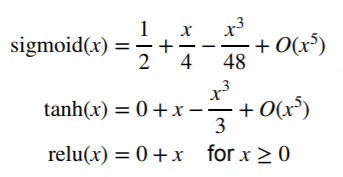 sigmoid(x) = 1/2 + x/4 − x³/48 + O(x⁵)
tanh(x) = 0 + x − x³/3 + O(x⁵)
relu(x) = 0 + x for x ≥ 0